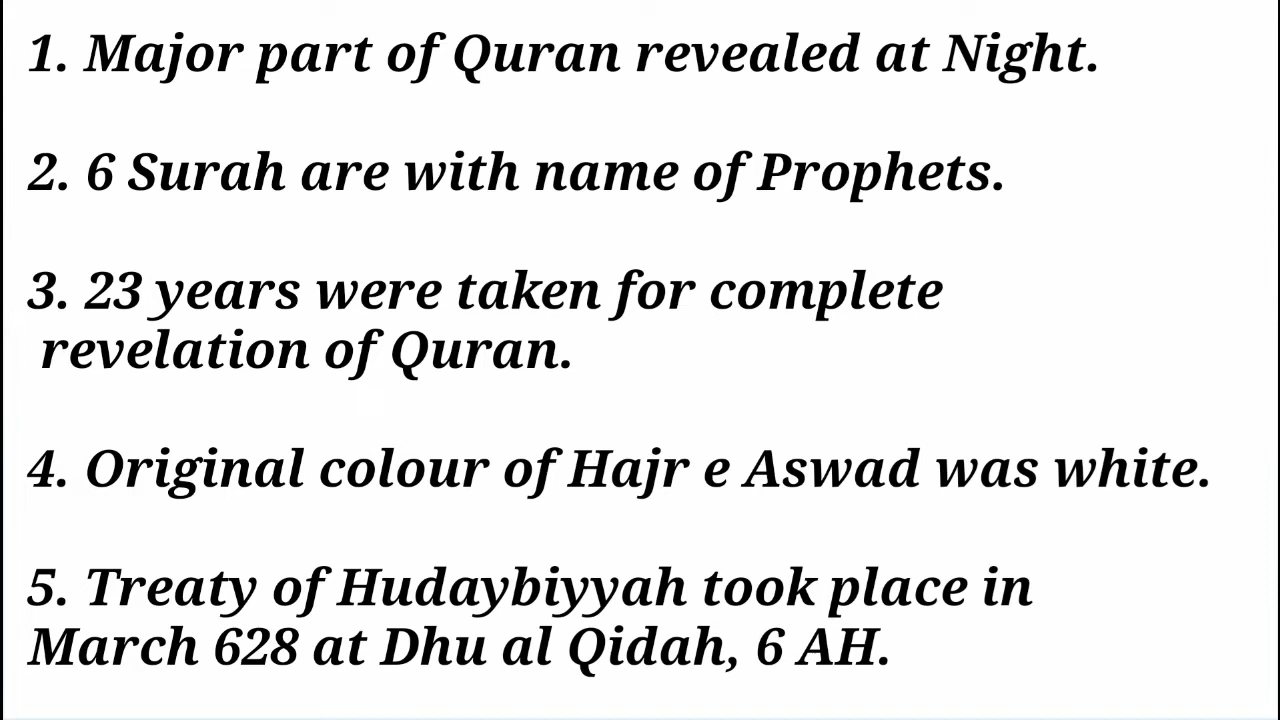 1. Major part of Quran revealed at Night.
2. 6 Surah are with name of Prophets.
3. 23 years were taken for complete
revelation of Quran.
4. Original colour of Hajr e Aswad was white.
5. Treaty of Hudaybiyyah took place in
March 628 at Dhu al Qidah, 6 AH.